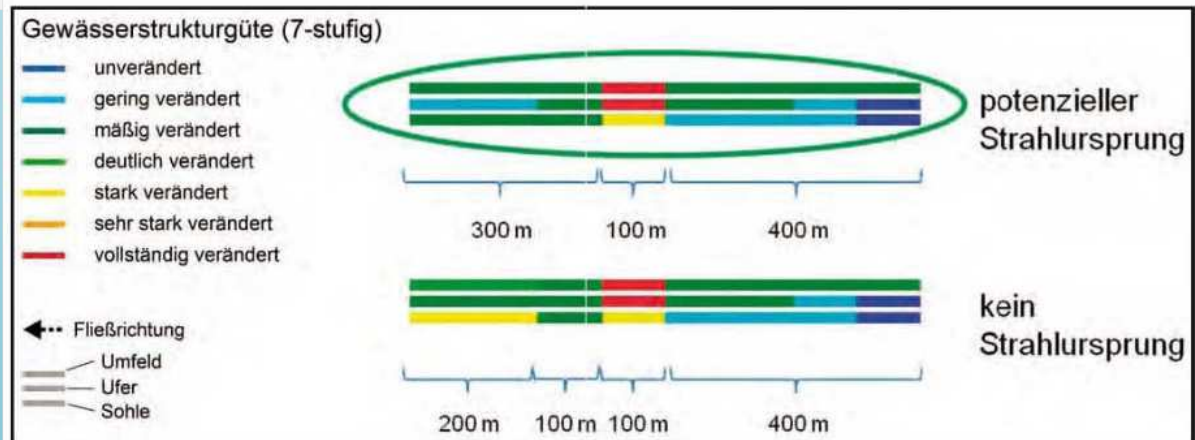 Gewässerstrukturgüte (7-stufig)
unverändert
gering verändert
mäßig verändert
deutlich verändert
stark verändert
sehr stark verändert
vollständig verändert
Fließrichtung
Umfeld
Ufer
Sohle
potenzieller
Strahlursprung
300 m 100 m 400 m
kein
Strahlursprung
200 m 100 m 100 m 400 m